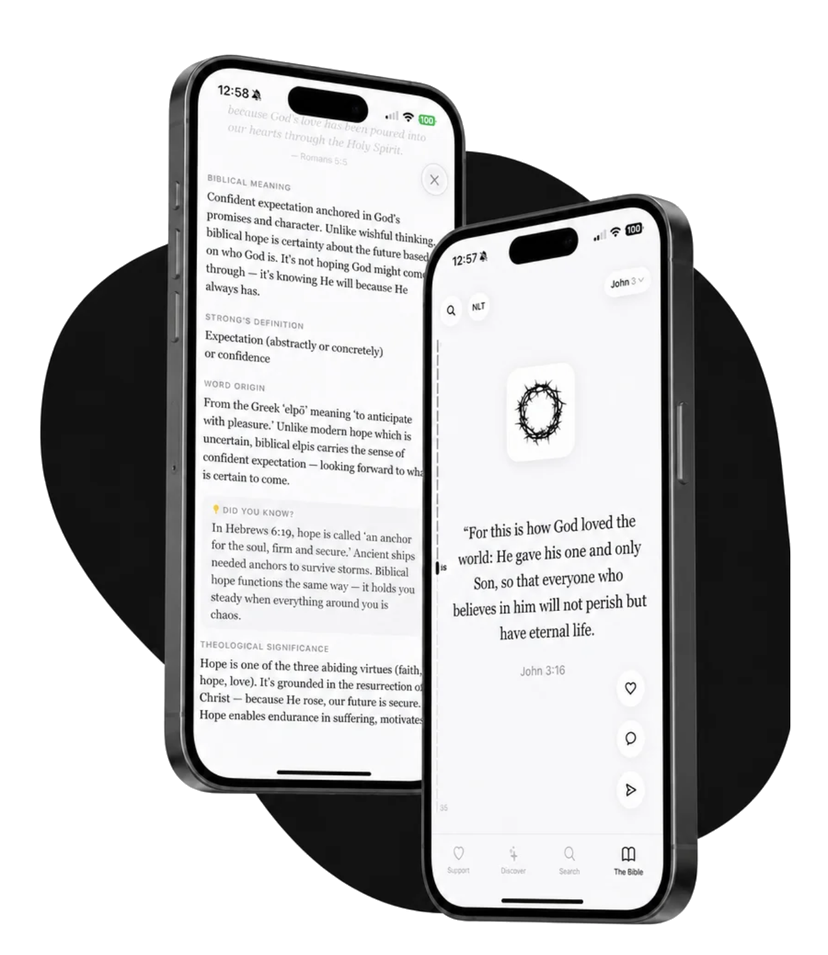 12:58
100
because God's love has been poured into
our hearts through the Holy Spirit.
— Romans 5:5
BIBLICAL MEANING
Confident expectation anchored in God's
promises and character. Unlike wishful thinking,
biblical hope is certainty about the future based
on who God is. It's not hoping God might come
through — it's knowing He will because He
always has.
STRONG'S DEFINITION
Expectation (abstractly or concretely)
or confidence
WORD ORIGIN
From the Greek 'elpō' meaning 'to anticipate
with pleasure.' Unlike modern hope which is
uncertain, biblical elpis carries the sense of
confident expectation — looking forward to wha
is certain to come.
DID YOU KNOW?
In Hebrews 6:19, hope is called 'an anchor
for the soul, firm and secure.' Ancient ships
needed anchors to survive storms. Biblical
hope functions the same way — it holds you
steady when everything around you is
chaos.
THEOLOGICAL SIGNIFICANCE
Hope is one of the three abiding virtues (faith,
hope, love). It's grounded in the resurrection of
Christ — because He rose, our future is secure.
Hope enables endurance in suffering, motivates
12:57
100
NLT
John 3
16
"For this is how God loved the
world: He gave his one and only
Son, so that everyone who
believes in him will not perish but
have eternal life.
John 3:16
Support
Discover
Search
The Bible